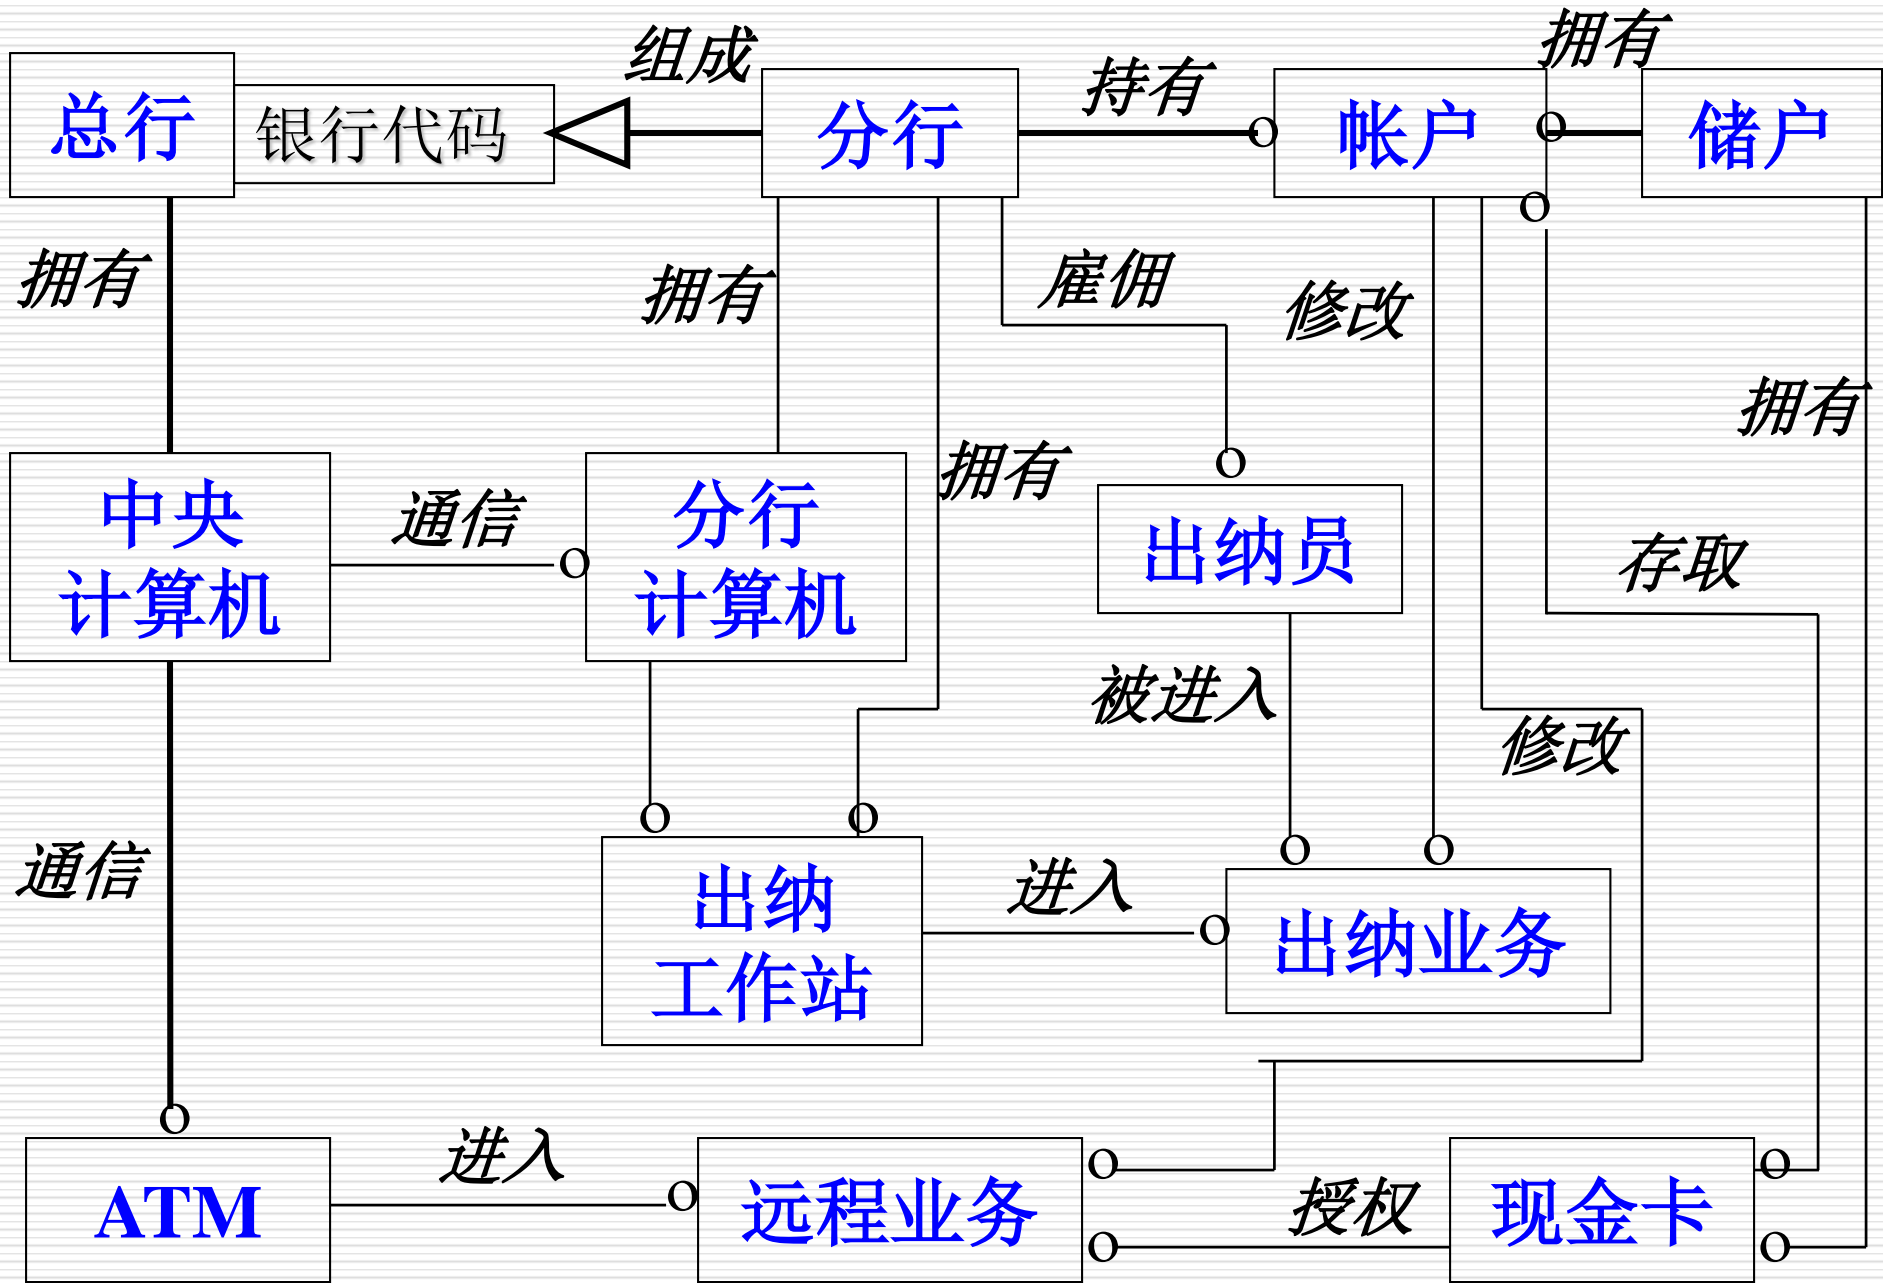 组成
拥有
总行
银行代码
分行
持有
帐户
储户
拥有
拥有
雇佣
修改
拥有
拥有
中央
计算机
通信
分行
计算机
出纳员
存取
被进入
修改
通信
出纳
工作站
进入
出纳业务
进入
授权
ATM
远程业务
现金卡